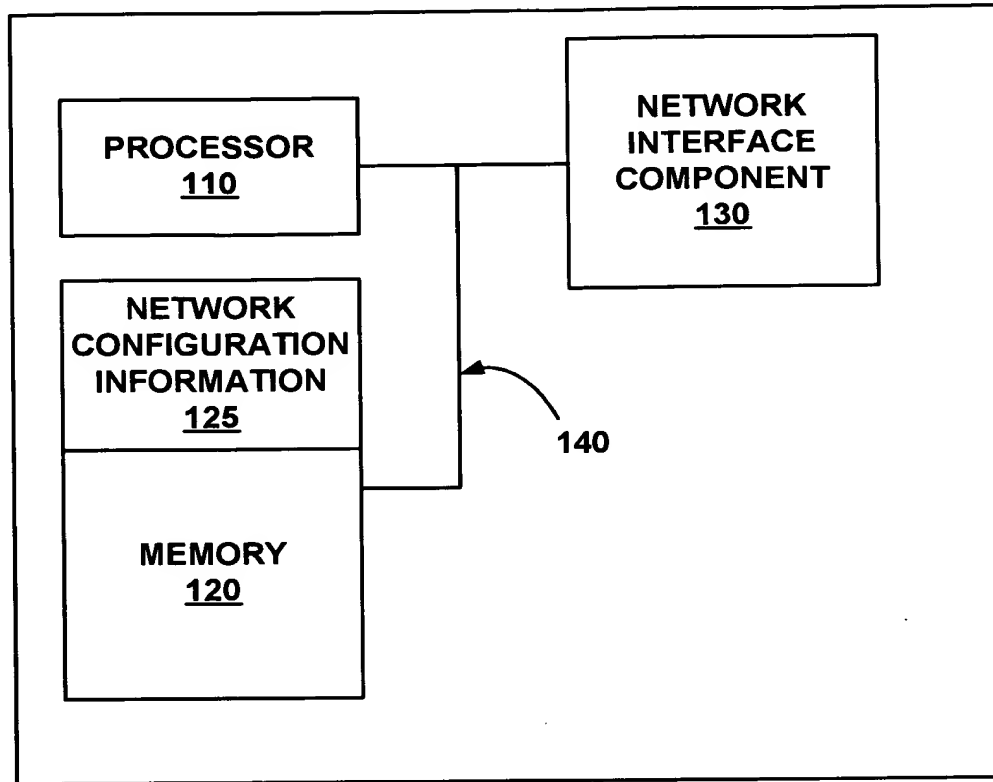 PROCESSOR
110
NETWORK
INTERFACE
COMPONENT
130
NETWORK
CONFIGURATION
INFORMATION
125
MEMORY
120
140